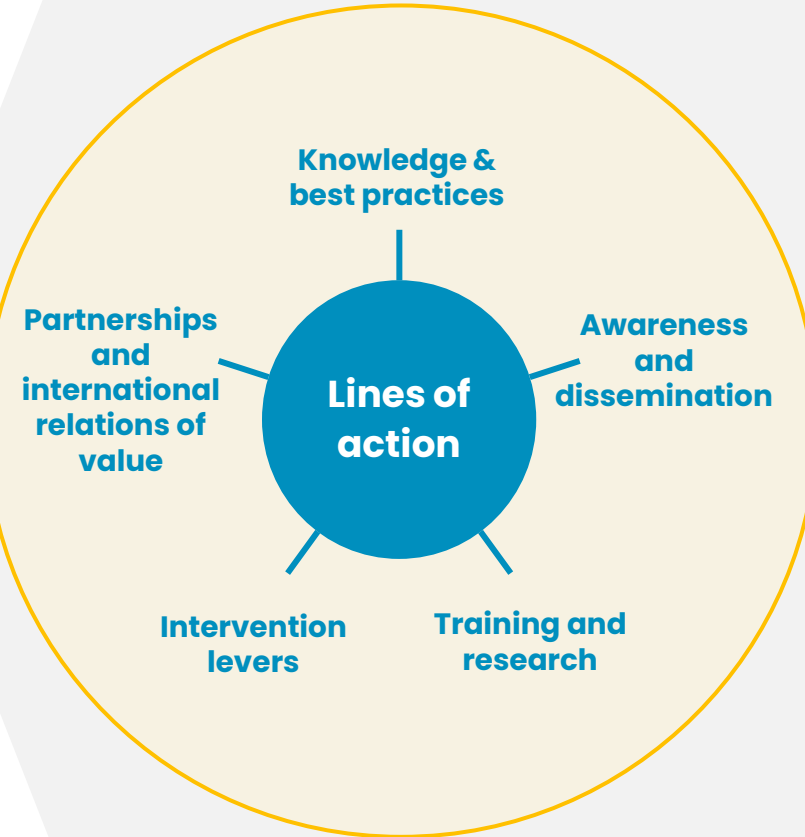 Knowledge &
best practices
Partnerships
and
international
relations of
value
Awareness
and
dissemination
Lines of
action
Intervention
levers
Training and
research